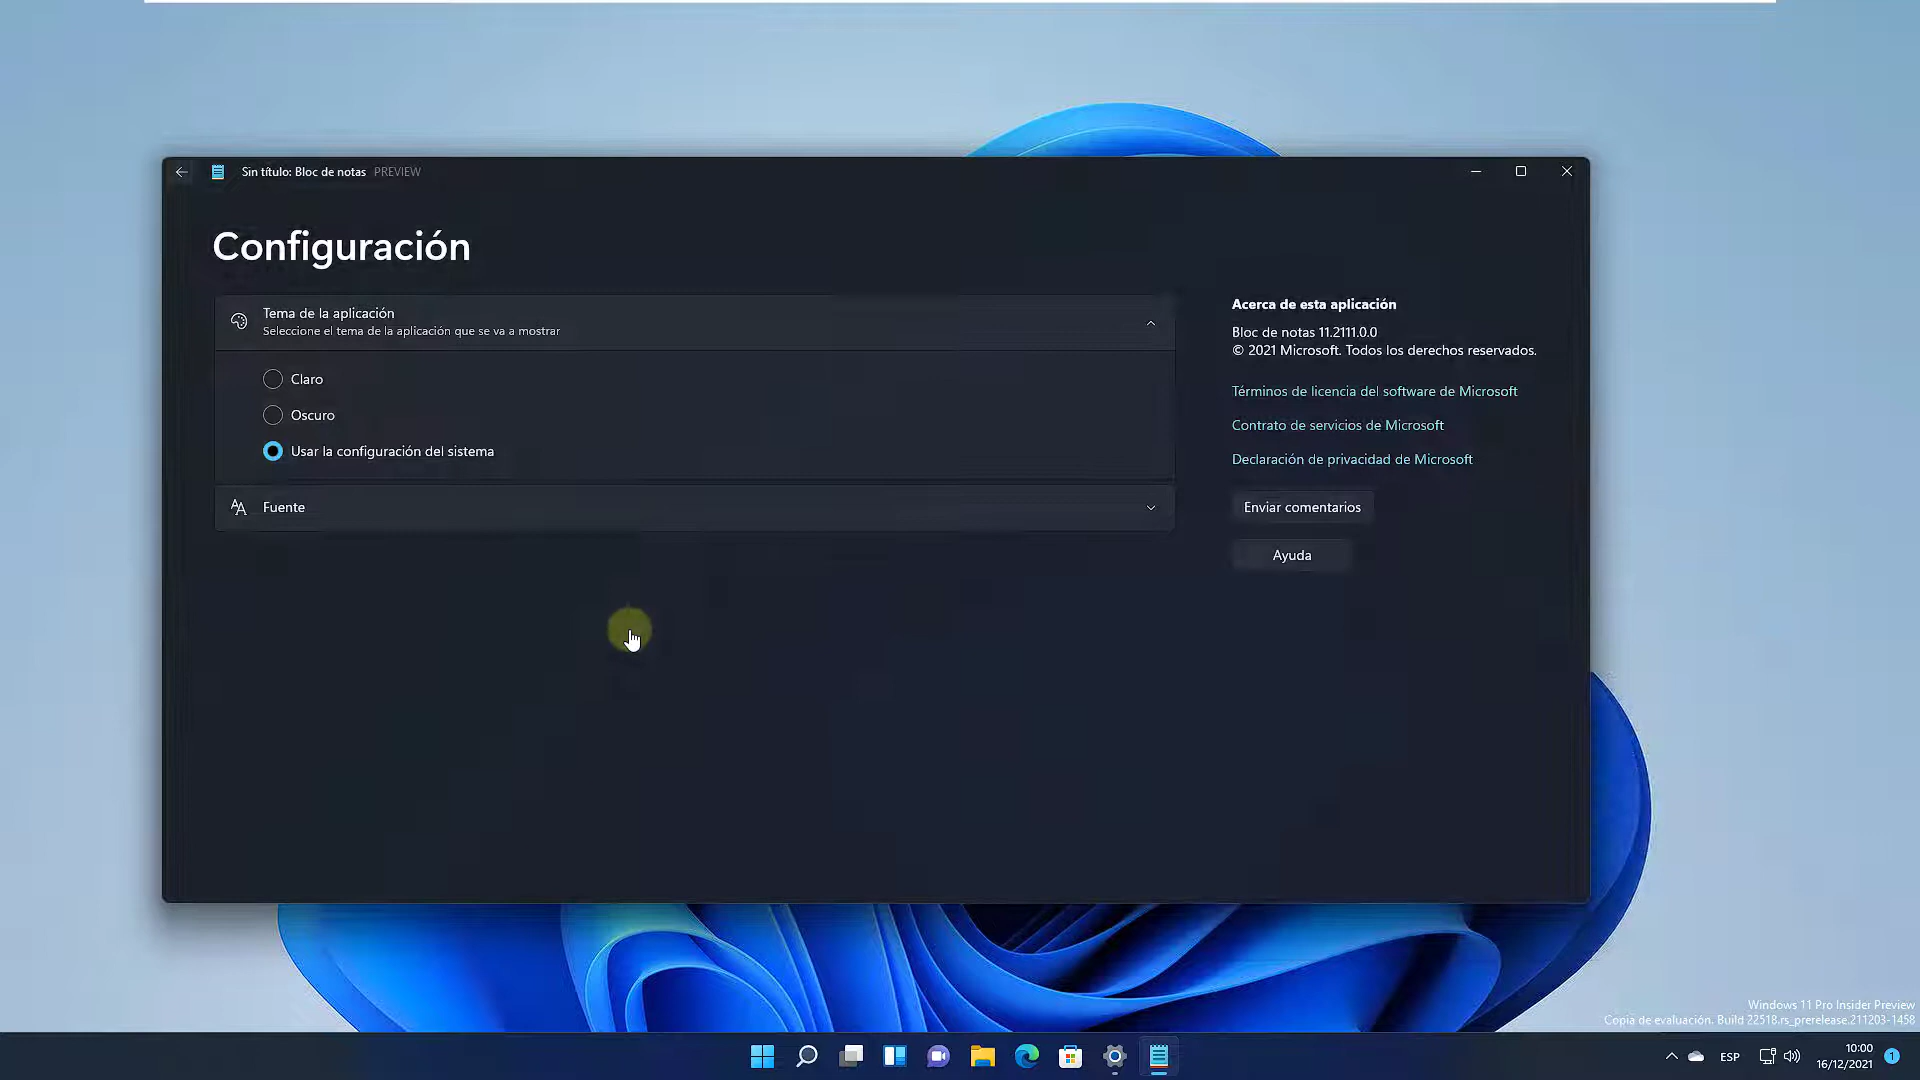 Sin título: Bloc de notas PREVIEW
Configuración
Tema de la aplicación
Seleccione el tema de la aplicación que se va a mostrar
Claro
Oscuro
Usar la configuración del sistema
Fuente
Acerca de esta aplicación
Bloc de notas 11.2111.0.0
© 2021 Microsoft. Todos los derechos reservados.
Términos de licencia del software de Microsoft
Contrato de servicios de Microsoft
Declaración de privacidad de Microsoft
Enviar comentarios
Ayuda
Windows 11 Pro Insider Preview
Copia de evaluación. Build 22518.rs_prerelease.211203-1458
ESP
10:00
16/12/2021
1